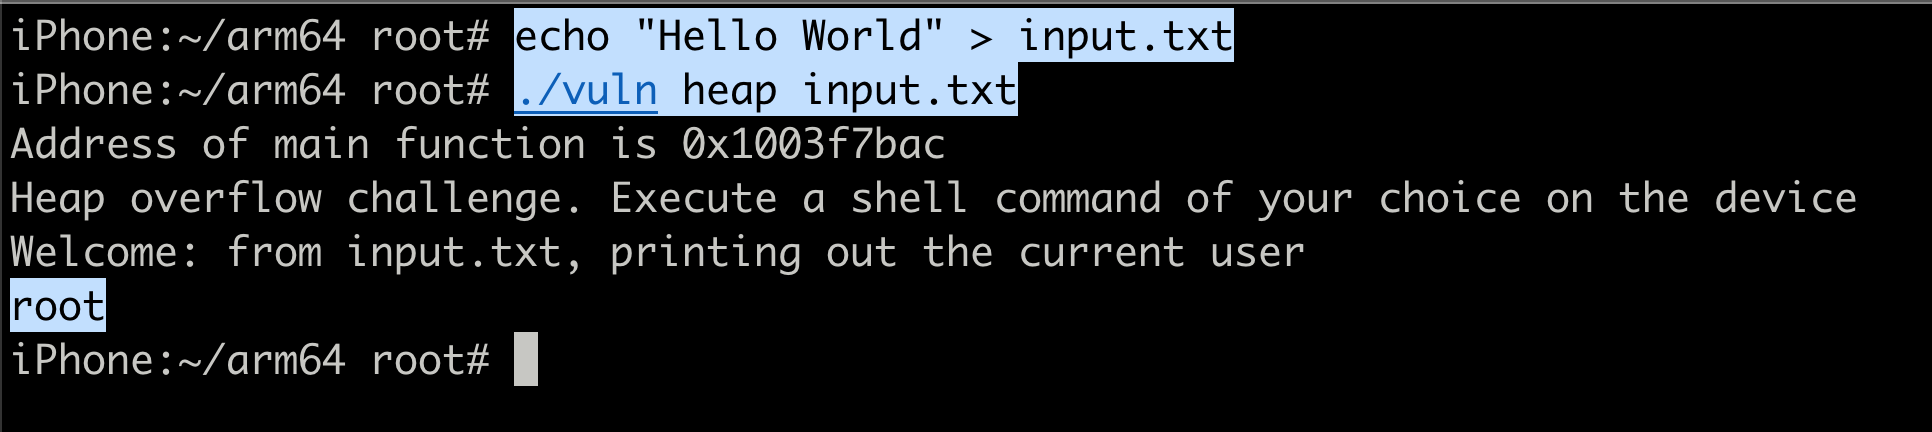 iPhone:~/arm64 root# echo "Hello World" > input.txt
iPhone:~/arm64 root# ./vuln heap input.txt
Address of main function is 0x1003f7bac
Heap overflow challenge. Execute a shell command of your choice on the device
Welcome: from input.txt, printing out the current user
root
iPhone:~/arm64 root#